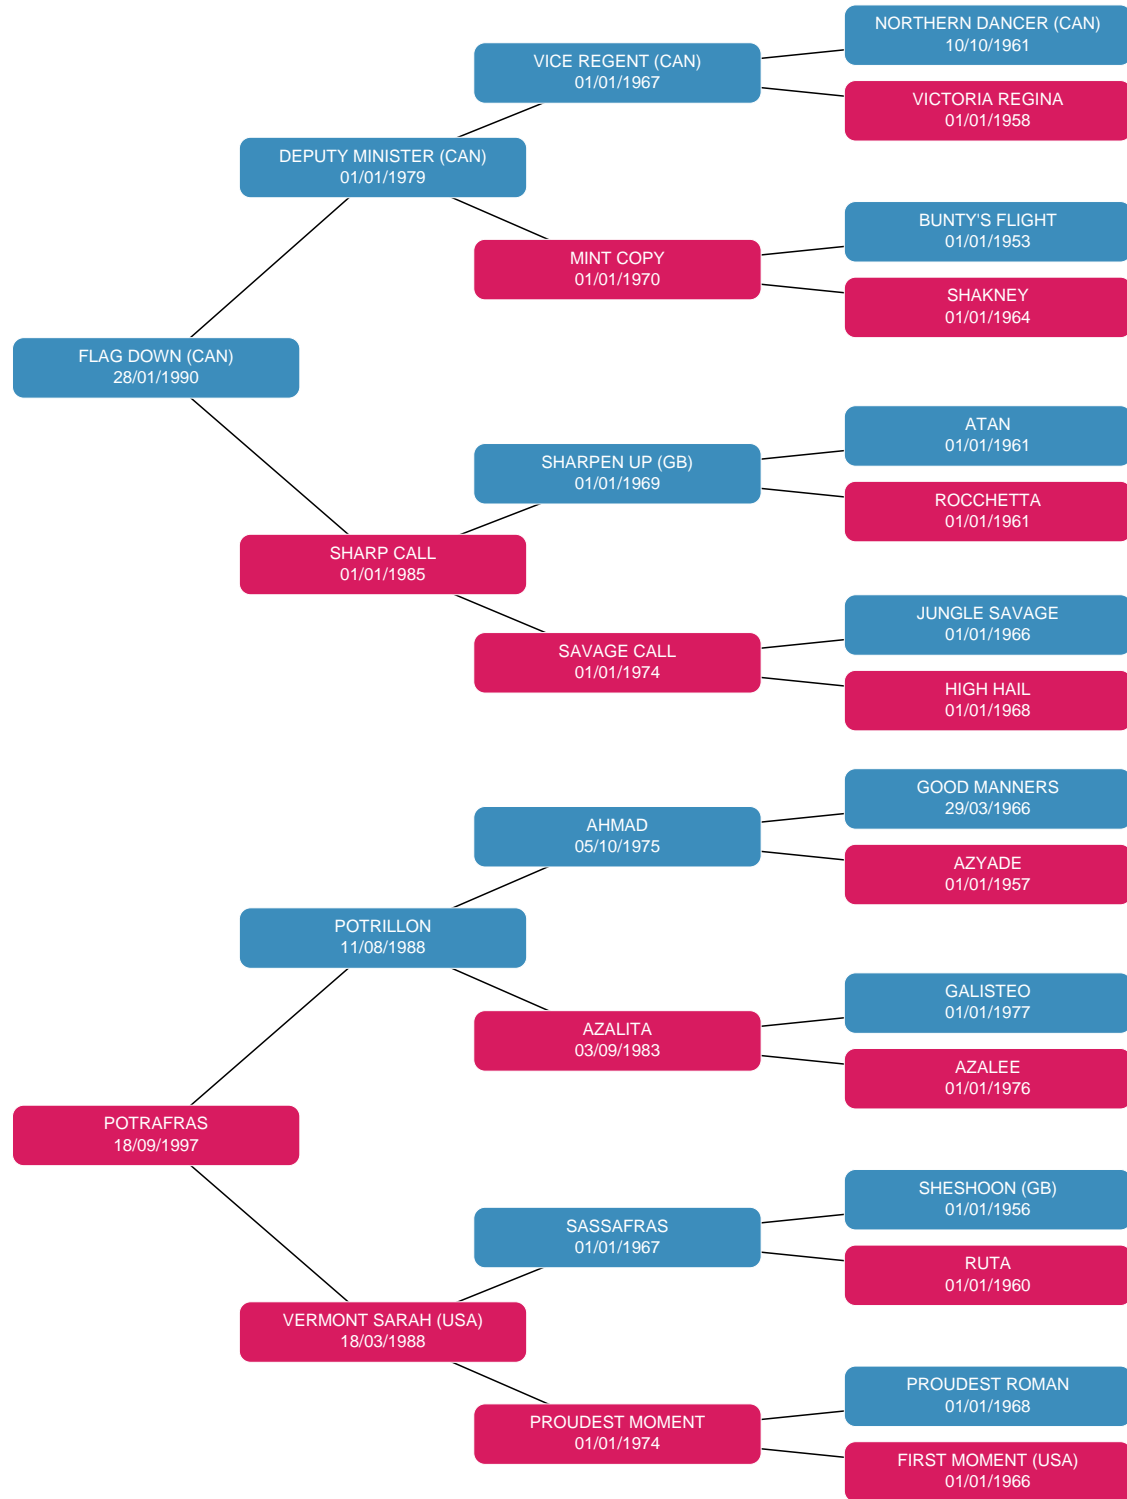 NORTHERN DANCER (CAN)
10/10/1961
VICE REGENT (CAN)
01/01/1967
VICTORIA REGINA
01/01/1958
DEPUTY MINISTER (CAN)
01/01/1979
BUNTY'S FLIGHT
01/01/1953
MINT COPY
01/01/1970
SHAKNEY
01/01/1964
FLAG DOWN (CAN)
28/01/1990
ATAN
01/01/1961
SHARPEN UP (GB)
01/01/1969
ROCCHETTA
01/01/1961
SHARP CALL
01/01/1985
JUNGLE SAVAGE
01/01/1966
SAVAGE CALL
01/01/1974
HIGH HAIL
01/01/1968
GOOD MANNERS
29/03/1966
AHMAD
05/10/1975
AZYADE
01/01/1957
POTRILLON
11/08/1988
GALISTEO
01/01/1977
AZALITA
03/09/1983
AZALEE
01/01/1976
POTRAFRAS
18/09/1997
SHESHOON (GB)
01/01/1956
SASSAFRAS
01/01/1967
RUTA
01/01/1960
VERMONT SARAH (USA)
18/03/1988
PROUDEST ROMAN
01/01/1968
PROUDEST MOMENT
01/01/1974
FIRST MOMENT (USA)
01/01/1966